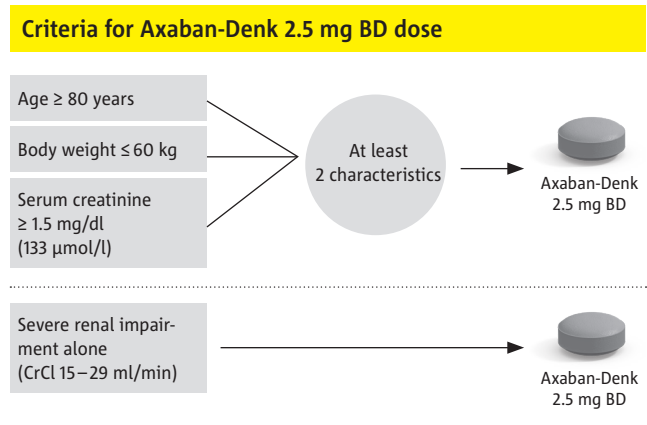 Criteria for Axaban-Denk 2.5 mg BD dose
Age ≥ 80 years
Body weight ≤ 60 kg
Serum creatinine
≥ 1.5 mg/dl
(133 µmol/l)
At least
2 characteristics
Axaban-Denk
2.5 mg BD
Severe renal impair-
ment alone
(CrCl 15–29 ml/min)
Axaban-Denk
2.5 mg BD